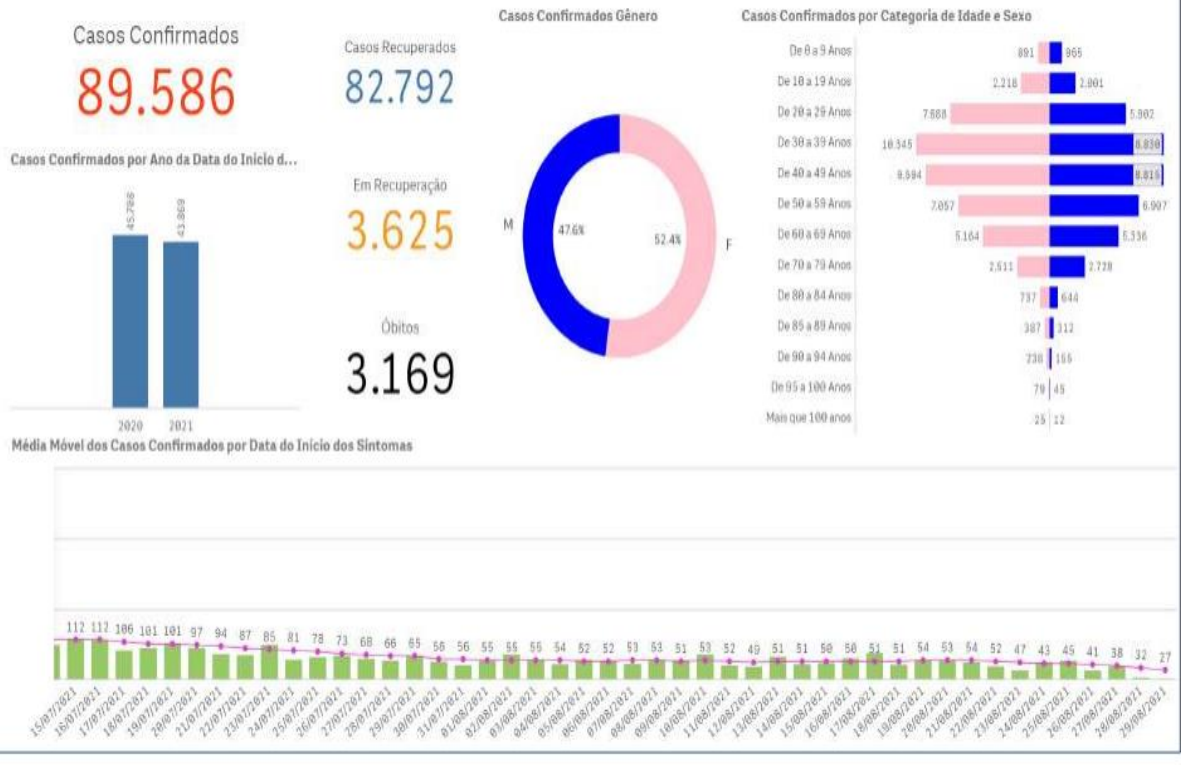 Casos Confirmados
89.586
Casos Recuperados
82.792
Em Recuperação
3.625
Óbitos
3.169
Casos Confirmados por Ano da Data do Início d...
45.786
43.869
2020 2021
Casos Confirmados Gênero
M 47.6% 52.4% F
Casos Confirmados por Categoria de Idade e Sexo
De 0 a 9 Anos 891 965
De 10 a 19 Anos 2.218
De 20 a 29 Anos 5.902
De 30 a 39 Anos 10.345 8.830
De 40 a 49 Anos 9.594 8.815
De 50 a 59 Anos 7.057 6.907
De 60 a 69 Anos 5.164 5.336
De 70 a 79 Anos 2.511 2.728
De 80 a 84 Anos 737 644
De 85 a 89 Anos 387 312
De 90 a 94 Anos 238
De 95 a 100 Anos 79 45
Mais que 100 anos 25 12
Média Móvel dos Casos Confirmados por Data do Início dos Sintomas
112 112 106 101 101 97 94 87 85 81 78 73 68 66 65 56 56 55 55 55 54 52 52 53 53 51 53 52 49 51 51 50 50 51 51 54 53 54 52 47 43 45 41 38 32 27
15/07/2021 16/07/2021 17/07/2021 18/07/2021 19/07/2021 20/07/2021 22/07/2021 23/07/2021 24/07/2021 25/07/2021 26/07/2021 27/07/2021 28/07/2021 29/07/2021 30/07/2021 31/07/2021 01/08/2021 02/08/2021 03/08/2021 04/08/2021 05/08/2021 06/08/2021 07/08/2021 08/08/2021 09/08/2021 10/08/2021 11/08/2021 13/08/2021 14/08/2021 15/08/2021 16/08/2021 17/08/2021 18/08/2021 19/08/2021 20/08/2021 21/08/2021 22/08/2021 23/08/2021 24/08/2021 25/08/2021 26/08/2021 27/08/2021 28/08/2021 29/08/2021